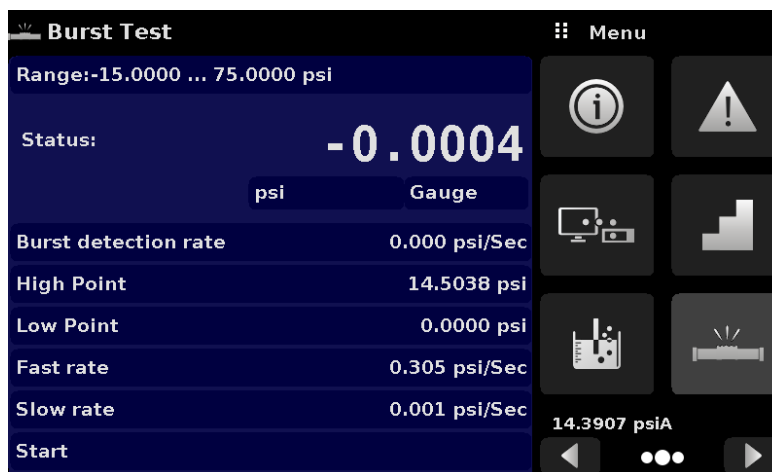 Burst Test
Menu
Range:-15.0000 ... 75.0000 psi
Status:
-0.0004
psi Gauge
Burst detection rate 0.000 psi/Sec
High Point 14.5038 psi
Low Point 0.0000 psi
Fast rate 0.305 psi/Sec
Slow rate 0.001 psi/Sec
Start
14.3907 psiA